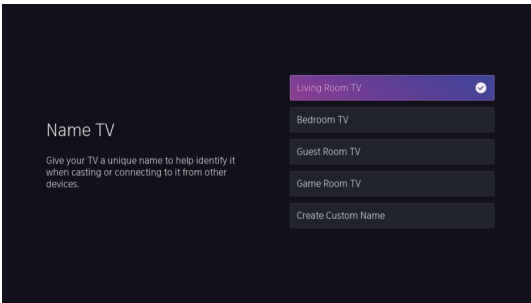 Name TV
Give your TV a unique name to help identify it
when casting or connecting to it from other
devices.
Living Room TV
Bedroom TV
Guest Room TV
Game Room TV
Create Custom Name